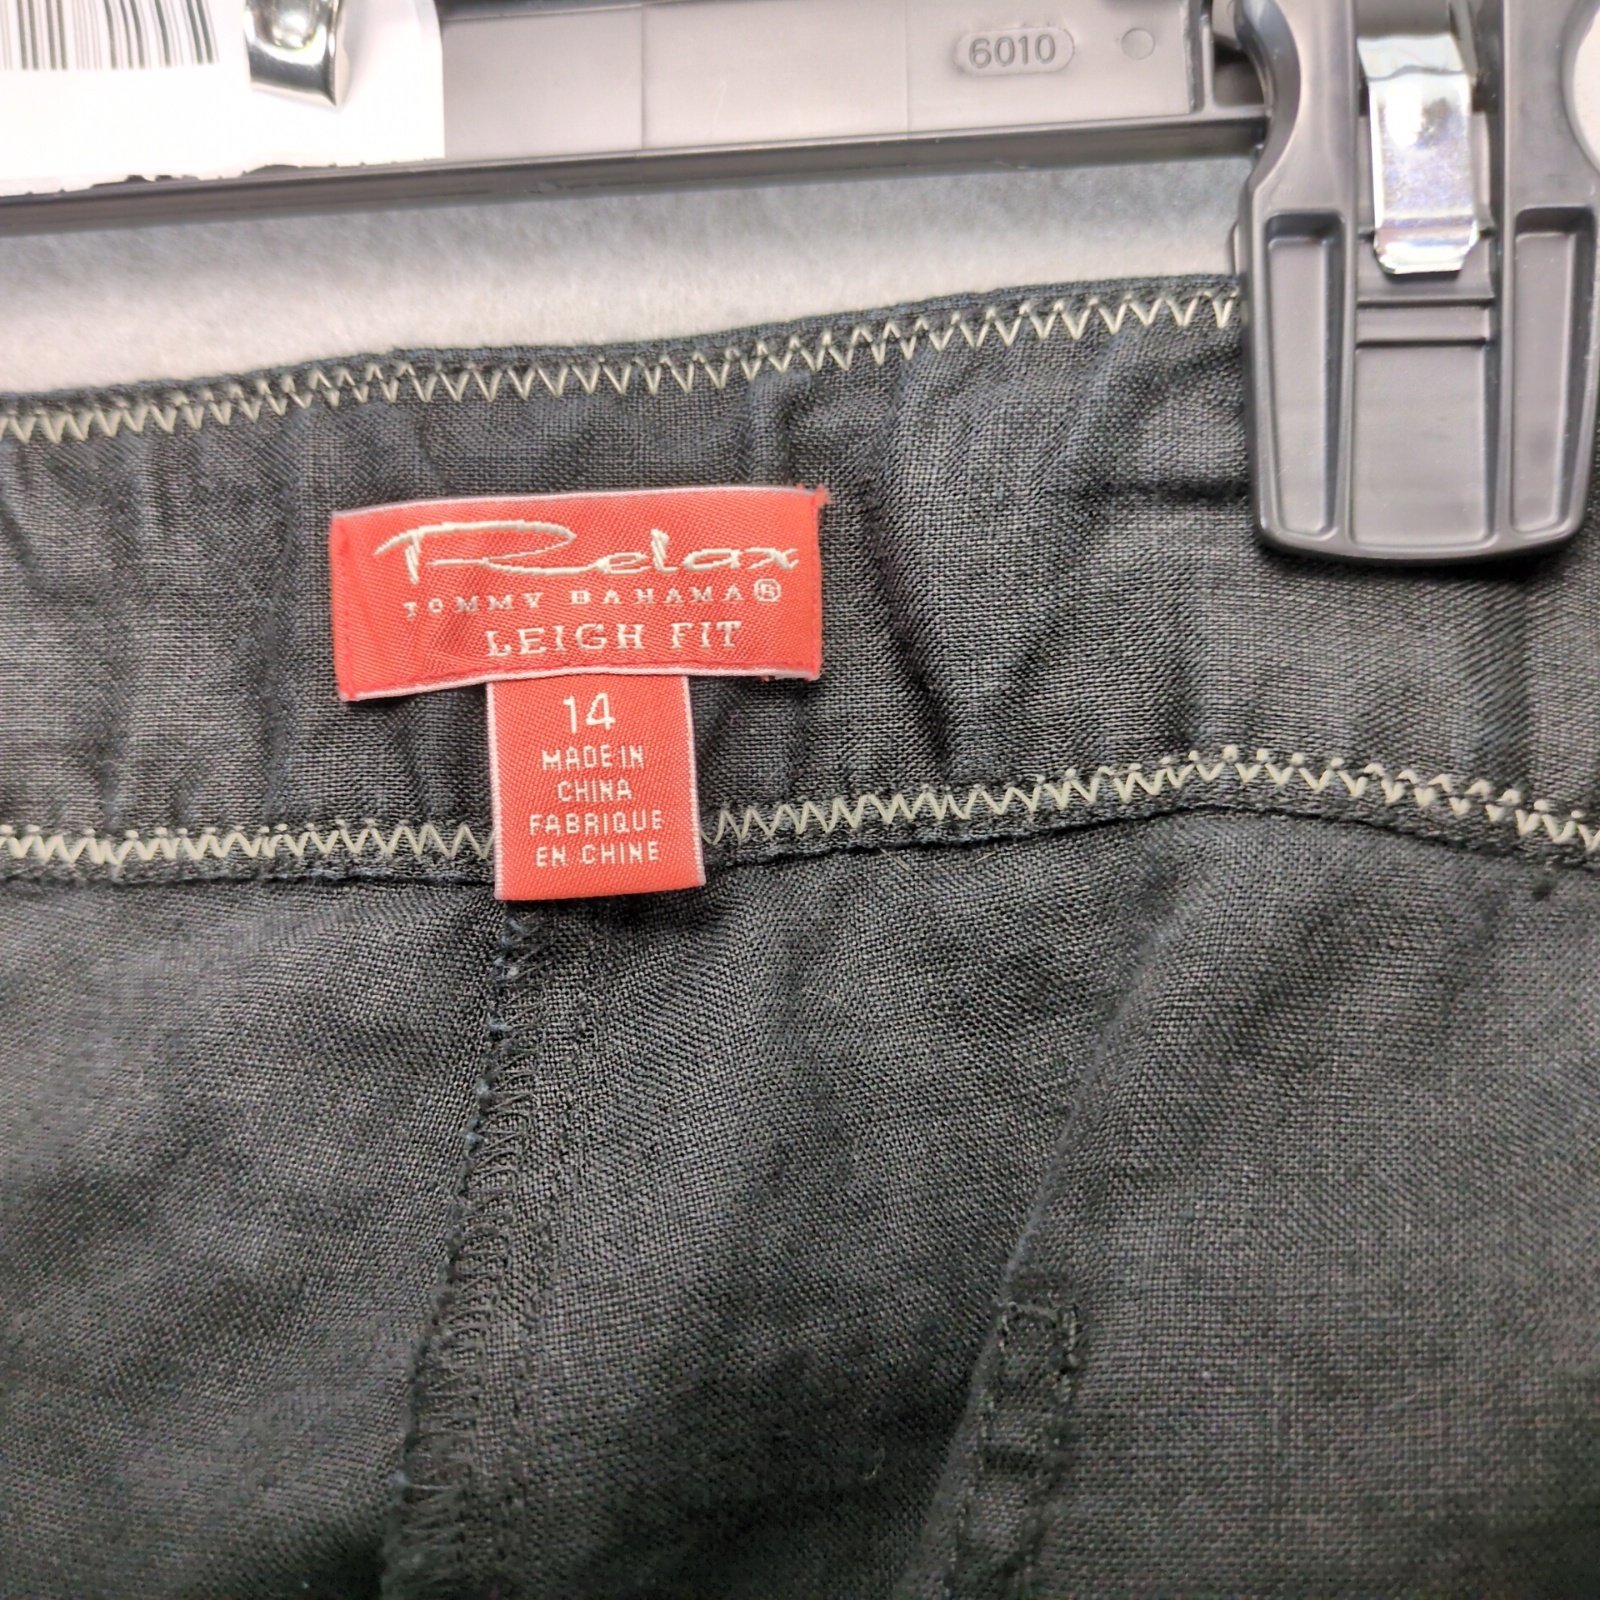 6010
Relax
TOMMY BAHAMA®
LEIGH FIT
14
MADE IN
CHINA
FABRIQUE
EN CHINE